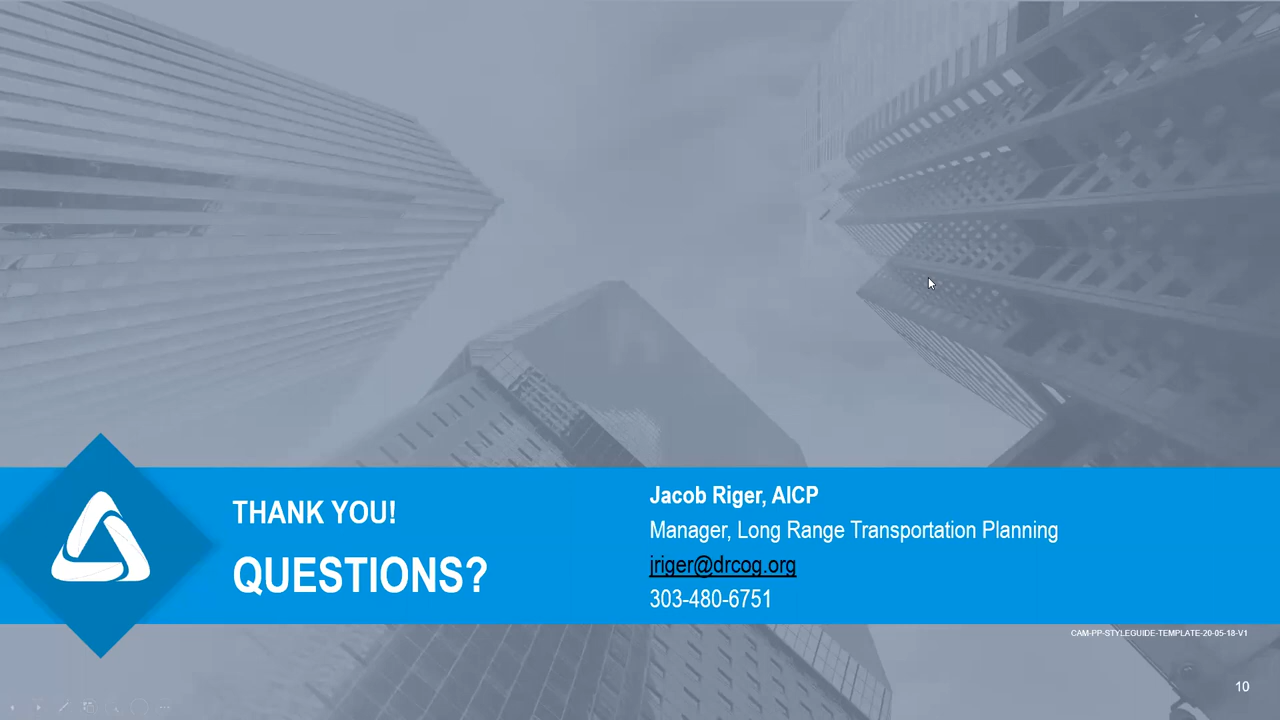 THANK YOU!
QUESTIONS?
Jacob Riger, AICP
Manager, Long Range Transportation Planning
jriger@drcog.org
303-480-6751
CAM-PP-STYLEGUIDE-TEMPLATE-20-05-18-V1
10